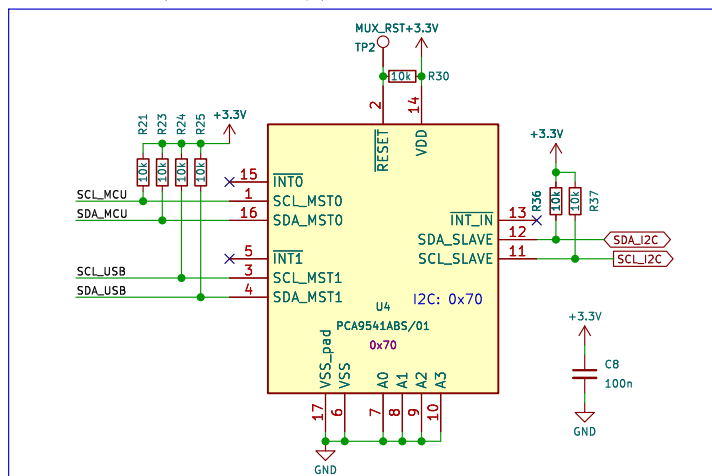 MUX_RST
+3.3V
TP2
10k
R30
2
14
R21
R23
R24
R25
+3.3V
10k
10k
10k
10k
RESET
VDD
+3.3V
15
INT0
SCL_MCU
1
SCL_MST0
SDA_MCU
16
SDA_MST0
R36
10k
10k
R37
INT_IN
13
SDA_SLAVE
12
SDA_I2C
SCL_SLAVE
11
SCL_I2C
5
INT1
SCL_USB
3
SCL_MST1
SDA_USB
4
SDA_MST1
I2C: 0x70
U4
PCA9541ABS/01
0x70
+3.3V
C8
100n
GND
VSS_pad
VSS
A0
A1
A2
A3
17
6
7
8
9
10
GND